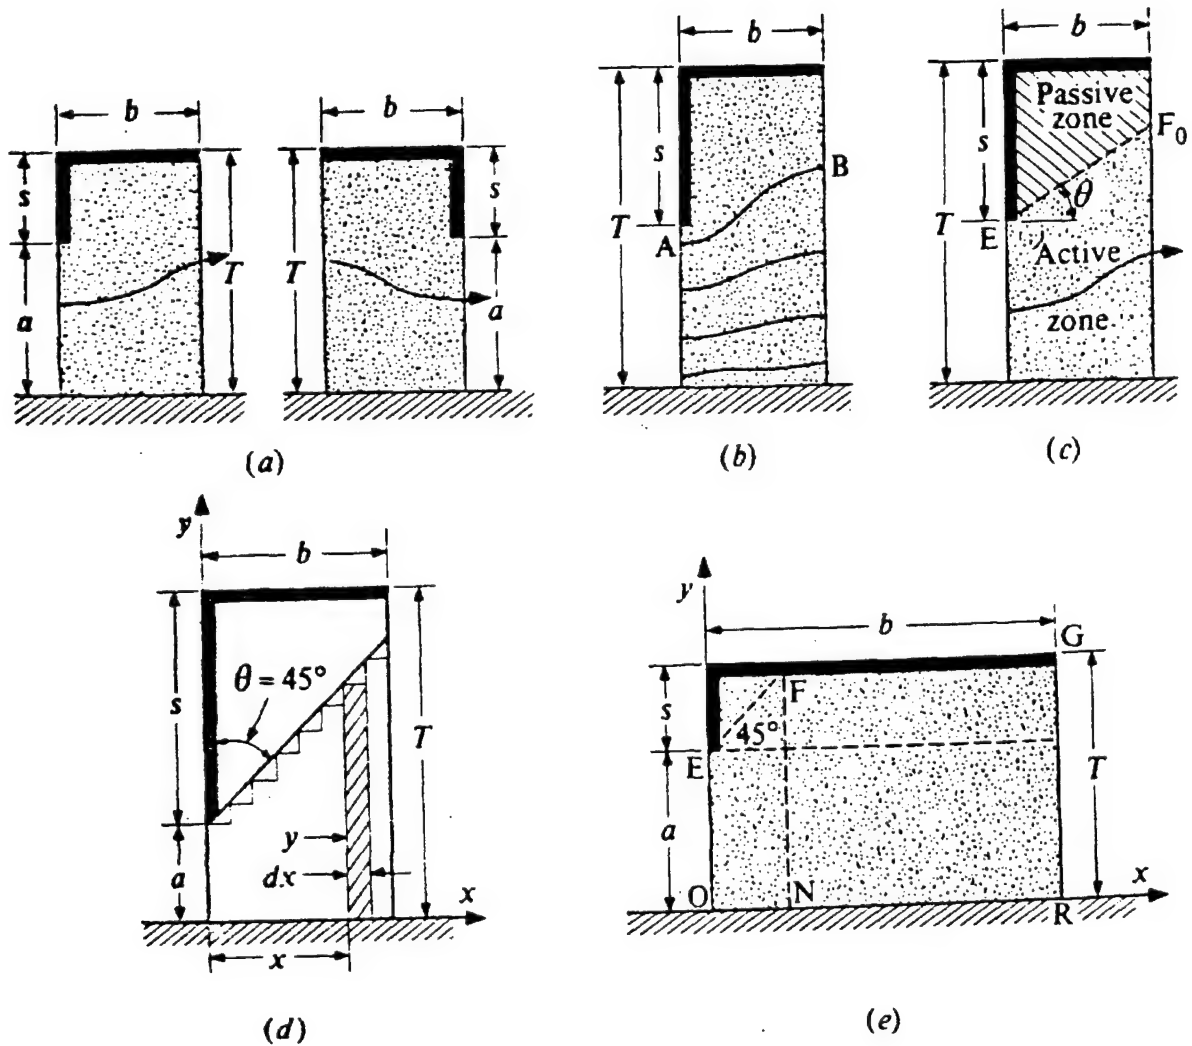 b
s
a
T
b
T
s
a
(a)
b
T
s
A
B
(b)
b
T
s
E
Passive
zone
F₀
θ
Active
zone
(c)
y
b
s
θ = 45°
T
a
y
dx
x
x
(d)
y
b
G
s
F
45°
E
T
a
O
N
R
x
(e)